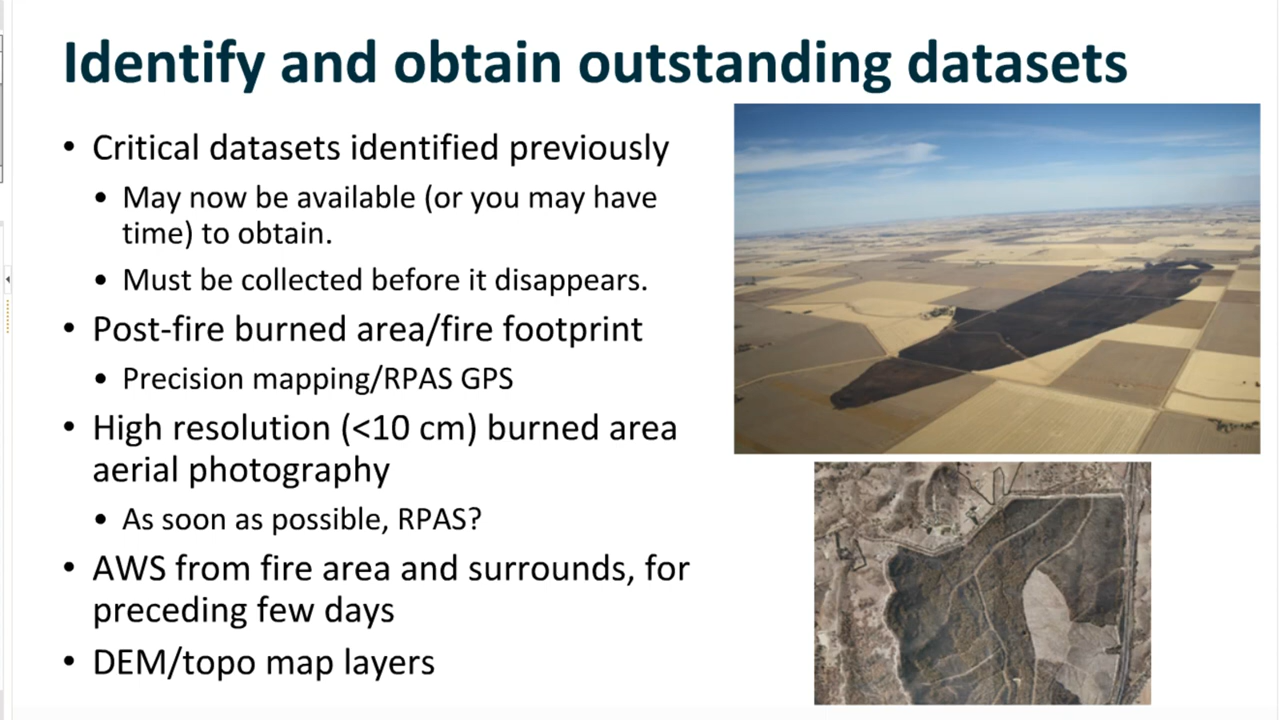 Identify and obtain outstanding datasets
• Critical datasets identified previously
• May now be available (or you may have
time) to obtain.
• Must be collected before it disappears.
• Post-fire burned area/fire footprint
• Precision mapping/RPAS GPS
• High resolution (<10 cm) burned area
aerial photography
• As soon as possible, RPAS?
• AWS from fire area and surrounds, for
preceding few days
• DEM/topo map layers